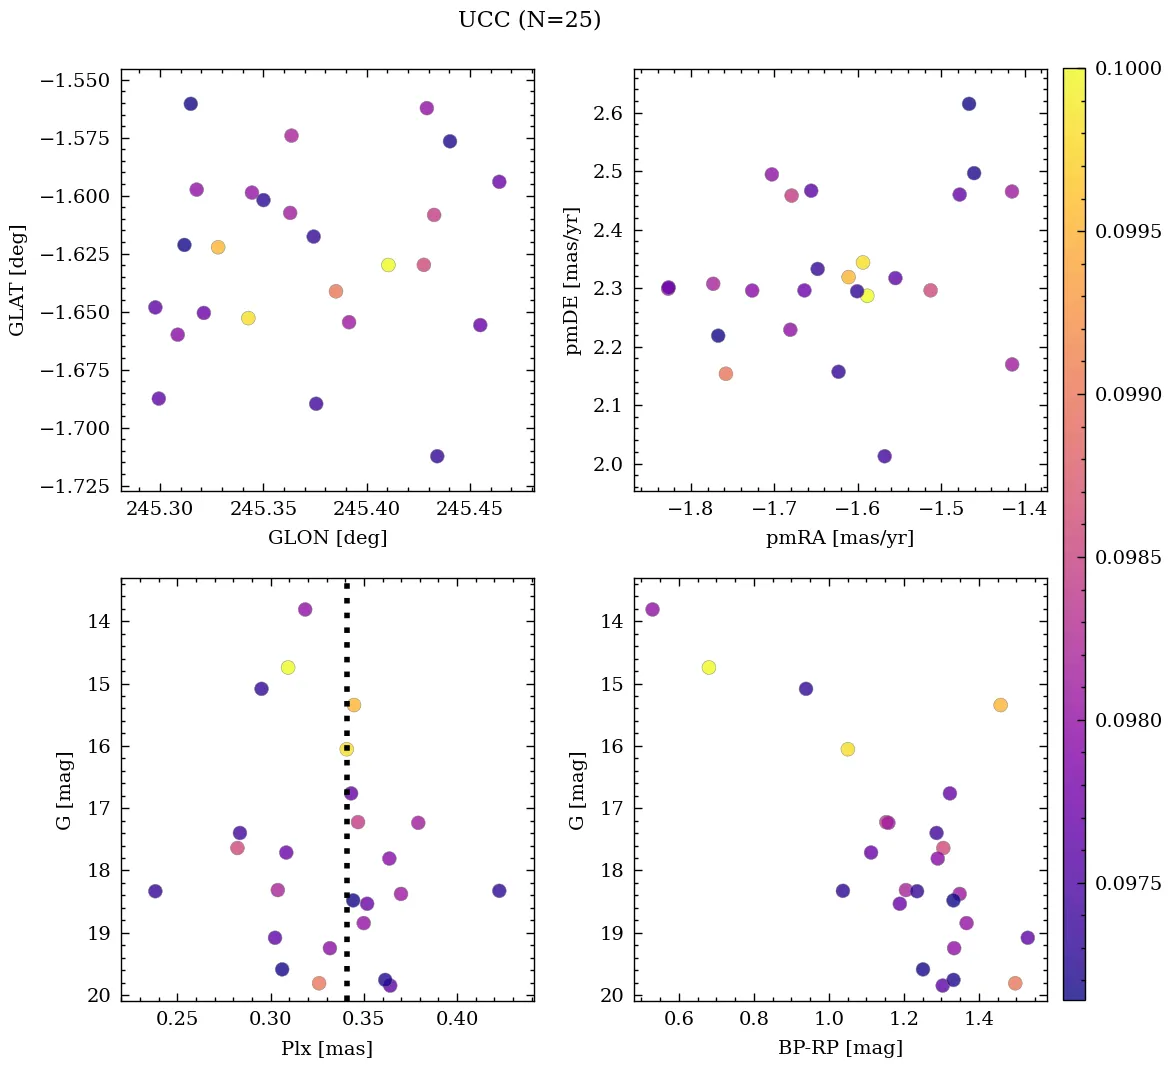 UCC (N=25)
−1.550
−1.575
−1.600
−1.625
−1.650
−1.675
−1.700
−1.725
GLAT [deg]
245.30 245.35 245.40 245.45
GLON [deg]
2.6
2.5
2.4
2.3
2.2
2.1
2.0
pmDE [mas/yr]
−1.8 −1.7 −1.6 −1.5 −1.4
pmRA [mas/yr]
14
15
16
17
18
19
20
G [mag]
0.25 0.30 0.35 0.40
Plx [mas]
14
15
16
17
18
19
20
G [mag]
0.6 0.8 1.0 1.2 1.4
BP-RP [mag]
0.1000
0.0995
0.0990
0.0985
0.0980
0.0975